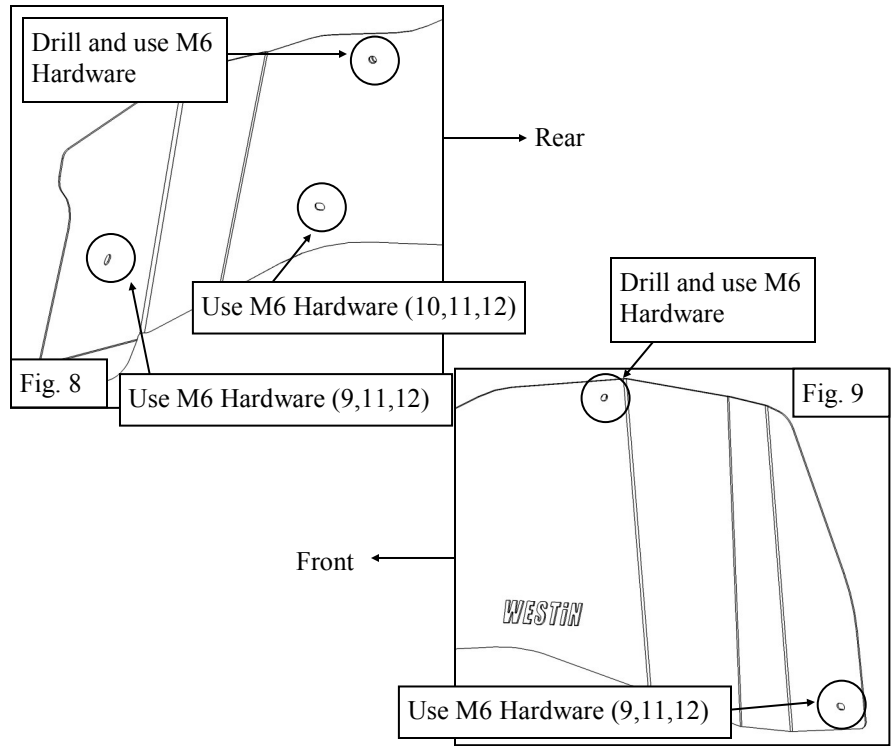 Drill and use M6
Hardware
Rear
Use M6 Hardware (10,11,12)
Fig. 8
Use M6 Hardware (9,11,12)
Drill and use M6
Hardware
Fig. 9
Front
WESTiN
Use M6 Hardware (9,11,12)